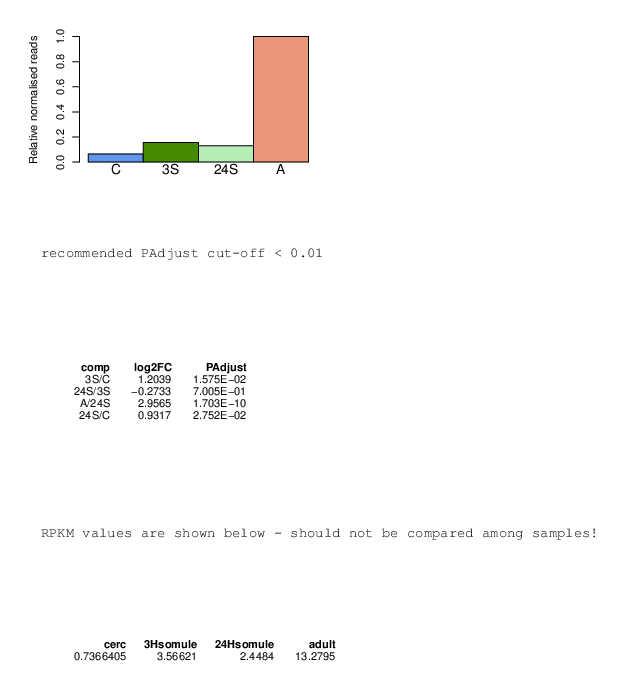 Relative normalised reads
1.0
0.8
0.6
0.4
0.2
0.0
C 3S 24S A
recommended PAdjust cut-off < 0.01
comp log2FC PAdjust
3S/C 1.2039 1.575E−02
24S/3S −0.2733 7.005E−01
A/24S 2.9565 1.703E−10
24S/C 0.9317 2.752E−02
RPKM values are shown below - should not be compared among samples!
cerc 3Hsomule 24Hsomule adult
0.7366405 3.56621 2.4484 13.2795